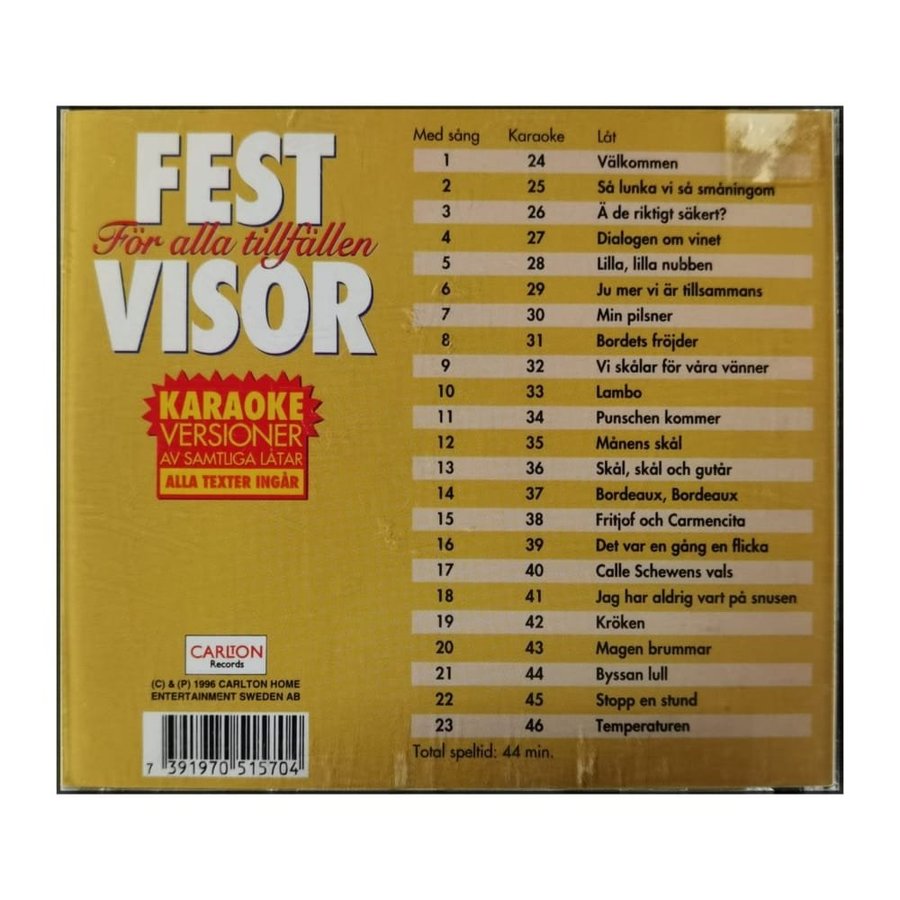 FEST
För alla tillfällen
VISOR
KARAOKE
VERSIONER
AV SAMTLIGA LÅTAR
ALLA TEXTER INGÅR
CARLTON
Records
(C) & (P) 1996 CARLTON HOME
ENTERTAINMENT SWEDEN AB
7 391970 515704
Med sång Karaoke Låt
1 24 Välkommen
2 25 Så lunka vi så småningom
3 26 Ä de riktigt säkert?
4 27 Dialogen om vinet
5 28 Lilla, lilla nubben
6 29 Ju mer vi är tillsammans
7 30 Min pilsner
8 31 Bordets fröjder
9 32 Vi skålar för våra vänner
10 33 Lambo
11 34 Punschen kommer
12 35 Månens skål
13 36 Skål, skål och gutår
14 37 Bordeaux, Bordeaux
15 38 Fritjof och Carmencita
16 39 Det var en gång en flicka
17 40 Calle Schewens vals
18 41 Jag har aldrig vart på snusen
19 42 Kröken
20 43 Magen brummar
21 44 Byssan lull
22 45 Stopp en stund
23 46 Temperaturen
Total speltid: 44 min.